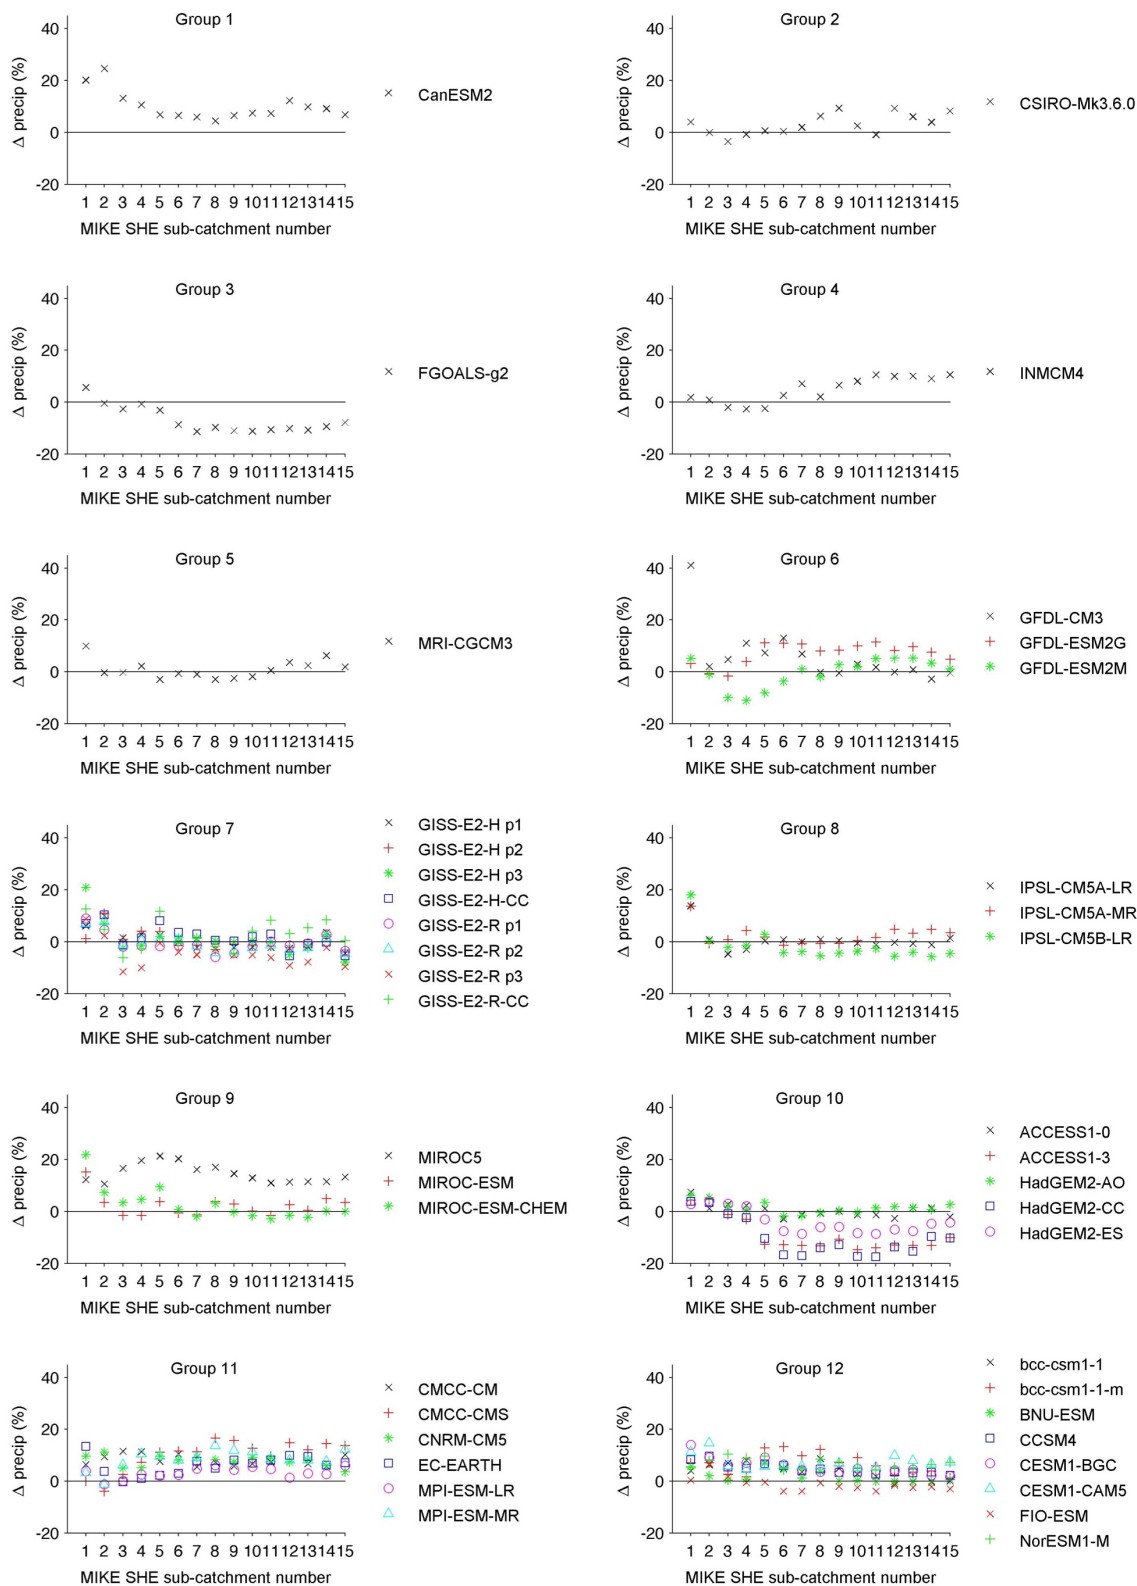 Group 1
Δ precip (%)
40
20
0
-20
1 2 3 4 5 6 7 8 9 10 11 12 13 14 15
MIKE SHE sub-catchment number
CanESM2
Group 2
Δ precip (%)
40
20
0
-20
1 2 3 4 5 6 7 8 9 10 11 12 13 14 15
MIKE SHE sub-catchment number
CSIRO-Mk3.6.0
Group 3
Δ precip (%)
40
20
0
-20
1 2 3 4 5 6 7 8 9 10 11 12 13 14 15
MIKE SHE sub-catchment number
FGOALS-g2
Group 4
Δ precip (%)
40
20
0
-20
1 2 3 4 5 6 7 8 9 10 11 12 13 14 15
MIKE SHE sub-catchment number
INMCM4
Group 5
Δ precip (%)
40
20
0
-20
1 2 3 4 5 6 7 8 9 10 11 12 13 14 15
MIKE SHE sub-catchment number
MRI-CGCM3
Group 6
Δ precip (%)
40
20
0
-20
1 2 3 4 5 6 7 8 9 10 11 12 13 14 15
MIKE SHE sub-catchment number
GFDL-CM3
GFDL-ESM2G
GFDL-ESM2M
Group 7
Δ precip (%)
40
20
0
-20
1 2 3 4 5 6 7 8 9 10 11 12 13 14 15
MIKE SHE sub-catchment number
GISS-E2-H p1
GISS-E2-H p2
GISS-E2-H p3
GISS-E2-H-CC
GISS-E2-R p1
GISS-E2-R p2
GISS-E2-R p3
GISS-E2-R-CC
Group 8
Δ precip (%)
40
20
0
-20
1 2 3 4 5 6 7 8 9 10 11 12 13 14 15
MIKE SHE sub-catchment number
IPSL-CM5A-LR
IPSL-CM5A-MR
IPSL-CM5B-LR
Group 9
Δ precip (%)
40
20
0
-20
1 2 3 4 5 6 7 8 9 10 11 12 13 14 15
MIKE SHE sub-catchment number
MIROC5
MIROC-ESM
MIROC-ESM-CHEM
Group 10
Δ precip (%)
40
20
0
-20
1 2 3 4 5 6 7 8 9 10 11 12 13 14 15
MIKE SHE sub-catchment number
ACCESS1-0
ACCESS1-3
HadGEM2-AO
HadGEM2-CC
HadGEM2-ES
Group 11
Δ precip (%)
40
20
0
-20
1 2 3 4 5 6 7 8 9 10 11 12 13 14 15
MIKE SHE sub-catchment number
CMCC-CM
CMCC-CMS
CNRM-CM5
EC-EARTH
MPI-ESM-LR
MPI-ESM-MR
Group 12
Δ precip (%)
40
20
0
-20
1 2 3 4 5 6 7 8 9 10 11 12 13 14 15
MIKE SHE sub-catchment number
bcc-csm1-1
bcc-csm1-1-m
BNU-ESM
CCSM4
CESM1-BGC
CESM1-CAM5
FIO-ESM
NorESM1-M